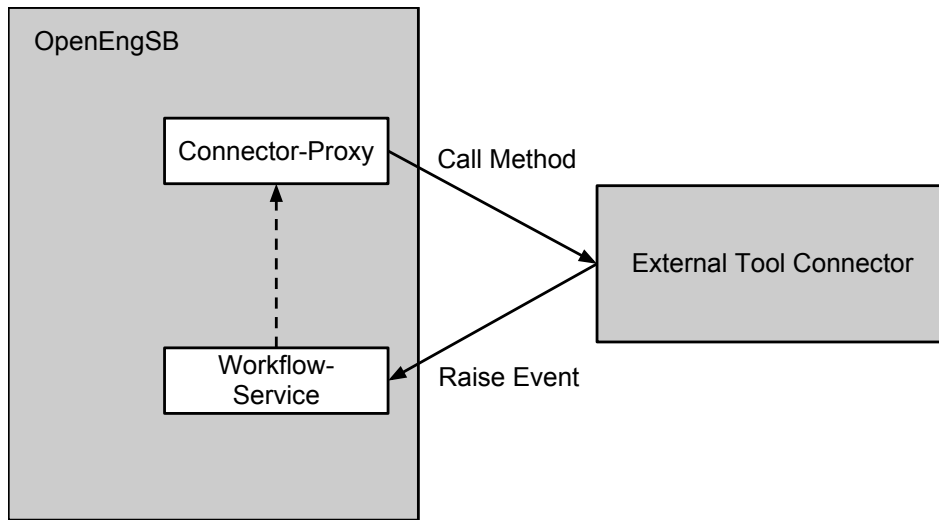 OpenEngSB
Connector-Proxy
Call Method
External Tool Connector
Workflow-
Service
Raise Event